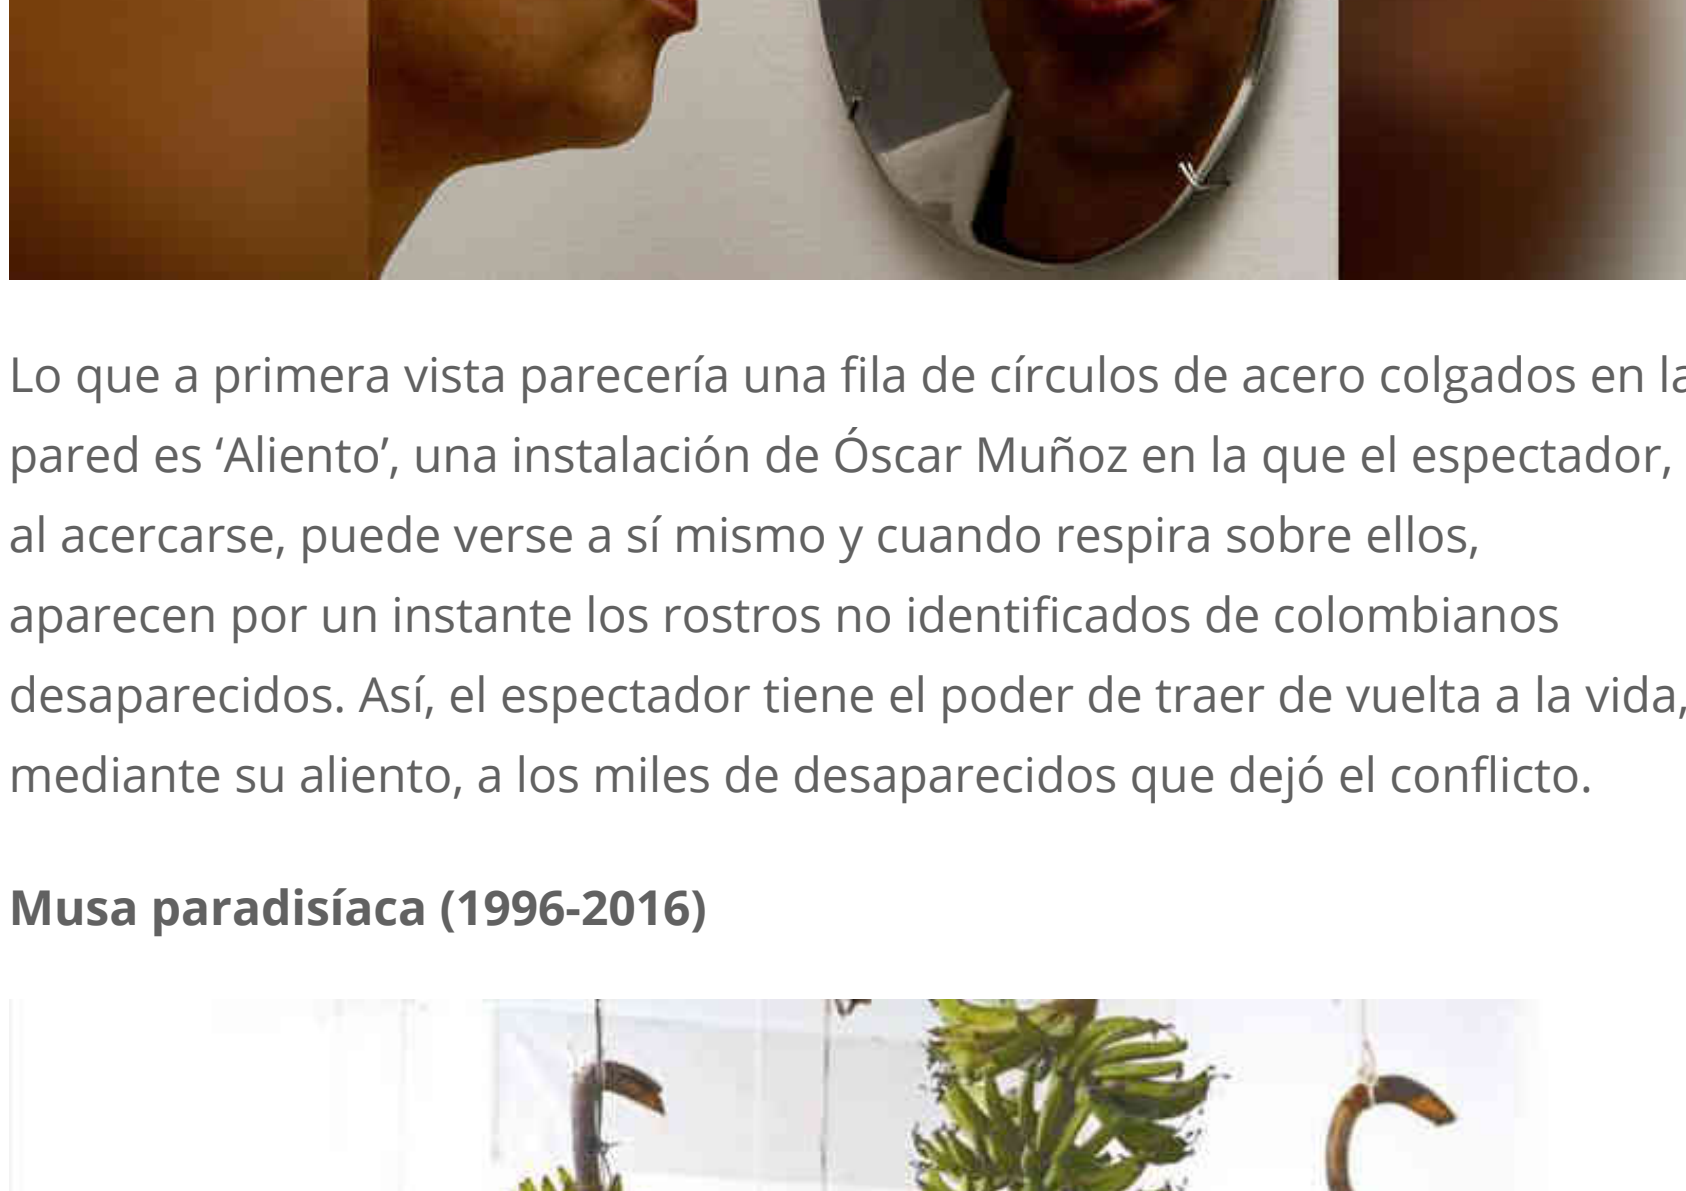 Lo que a primera vista parecería una fila de círculos de acero colgados en la
pared es ‘Aliento’, una instalación de Óscar Muñoz en la que el espectador,
al acercarse, puede verse a sí mismo y cuando respira sobre ellos,
aparecen por un instante los rostros no identificados de colombianos
desaparecidos. Así, el espectador tiene el poder de traer de vuelta a la vida,
mediante su aliento, a los miles de desaparecidos que dejó el conflicto.
Musa paradisíaca (1996-2016)